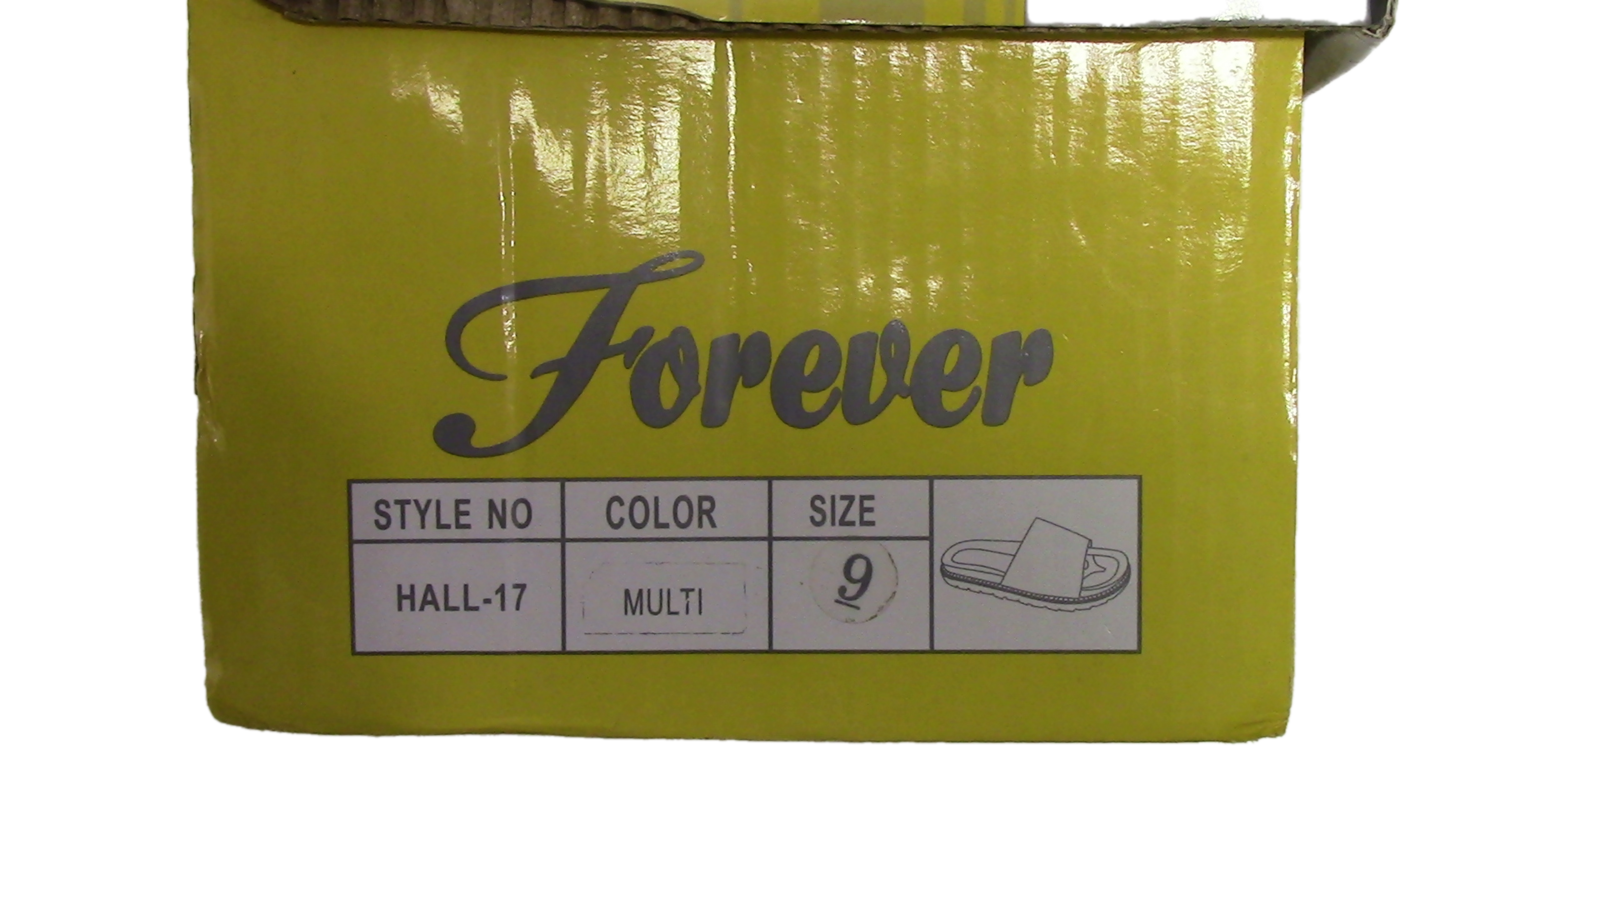 Forever
STYLE NO COLOR SIZE
HALL-17 MULTI 9